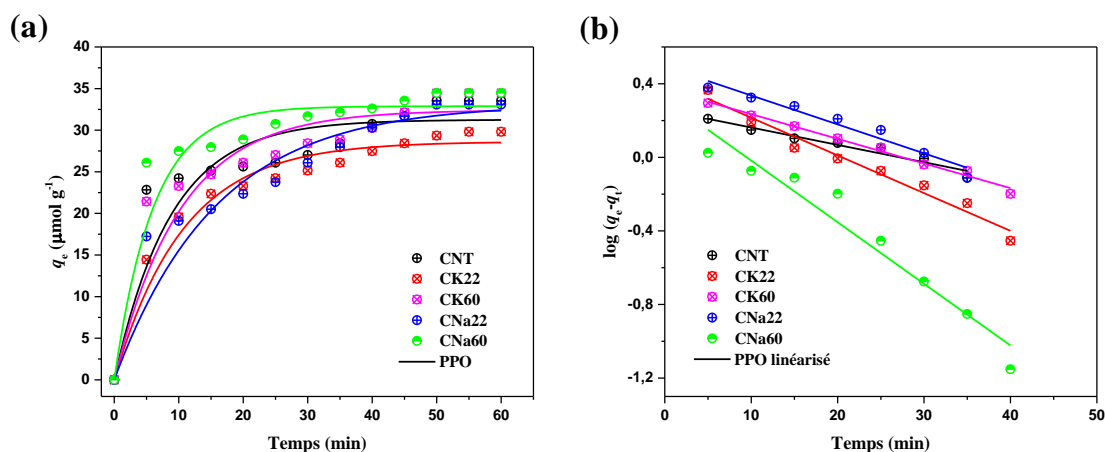 (a)
40
35
30
25
20
15
10
5
0
qe (µmol g⁻¹)
CNT
CK22
CK60
CNa22
CNa60
PPO
0 10 20 30 40 50 60
Temps (min)
(b)
0,4
0,0
-0,4
-0,8
-1,2
log (qe-qt)
CNT
CK22
CK60
CNa22
CNa60
PPO linéarisé
0 10 20 30 40 50
Temps (min)